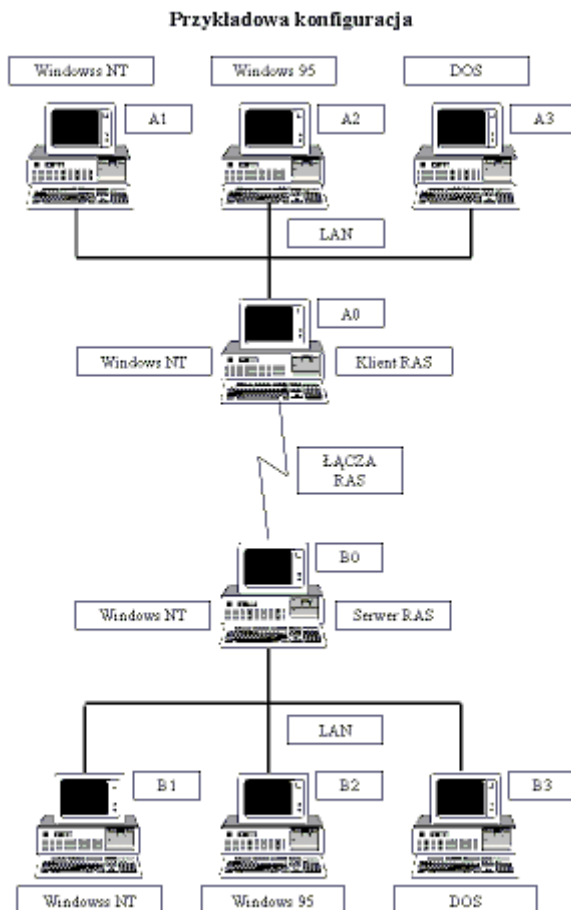 Przykładowa konfiguracja
Windowss NT
Windows 95
DOS
A1
A2
A3
LAN
A0
Windows NT
Klient RAS
ŁĄCZA
RAS
B0
Windows NT
Serwer RAS
LAN
B1
B2
B3
Windowss NT
Windows 95
DOS